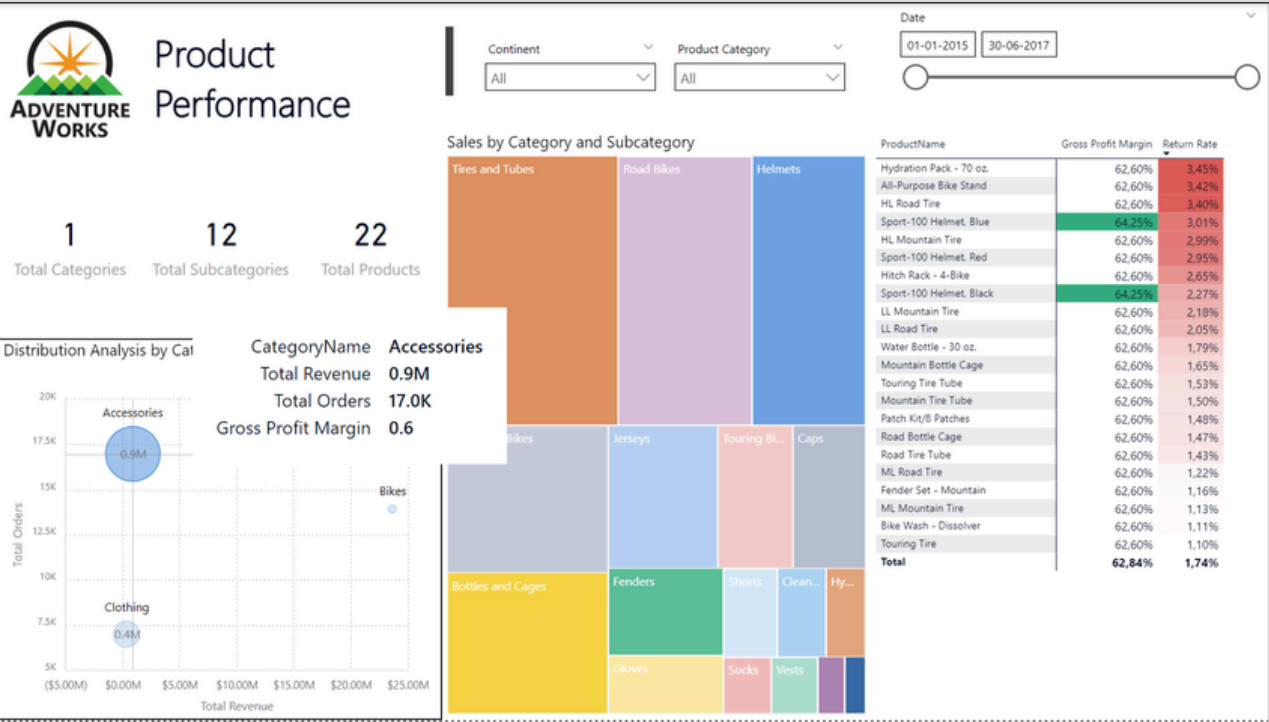 ADVENTURE
WORKS
Product
Performance
Continent
All
Product Category
All
Date
01-01-2015 30-06-2017
1
Total Categories
12
Total Subcategories
22
Total Products
Distribution Analysis by Cat
CategoryName Accessories
Total Revenue 0.9M
Total Orders 17.0K
Gross Profit Margin 0.6
Total Orders
20K
17.5K
15K
12.5K
10K
7.5K
5K
Accessories
0.9M
Bikes
Clothing
0.4M
($5.00M) $0.00M $5.00M $10.00M $15.00M $20.00M $25.00M
Total Revenue
Sales by Category and Subcategory
Tires and Tubes Road Bikes Helmets
Bikes Jerseys Touring Bi... Caps
Bottles and Cages Fenders Shorts Clean... Hy...
Gloves Socks Vests
ProductName Gross Profit Margin Return Rate
Hydration Pack - 70 oz. 62,60% 3,45%
All-Purpose Bike Stand 62,60% 3,42%
HL Road Tire 62,60% 3,40%
Sport-100 Helmet, Blue 64,25% 3,01%
HL Mountain Tire 62,60% 2,99%
Sport-100 Helmet, Red 62,60% 2,95%
Hitch Rack - 4-Bike 62,60% 2,65%
Sport-100 Helmet, Black 64,25% 2,27%
LL Mountain Tire 62,60% 2,18%
LL Road Tire 62,60% 2,05%
Water Bottle - 30 oz. 62,60% 1,79%
Mountain Bottle Cage 62,60% 1,65%
Touring Tire Tube 62,60% 1,53%
Mountain Tire Tube 62,60% 1,50%
Patch Kit/8 Patches 62,60% 1,48%
Road Bottle Cage 62,60% 1,47%
Road Tire Tube 62,60% 1,43%
ML Road Tire 62,60% 1,22%
Fender Set - Mountain 62,60% 1,16%
ML Mountain Tire 62,60% 1,13%
Bike Wash - Dissolver 62,60% 1,11%
Touring Tire 62,60% 1,10%
Total 62,84% 1,74%